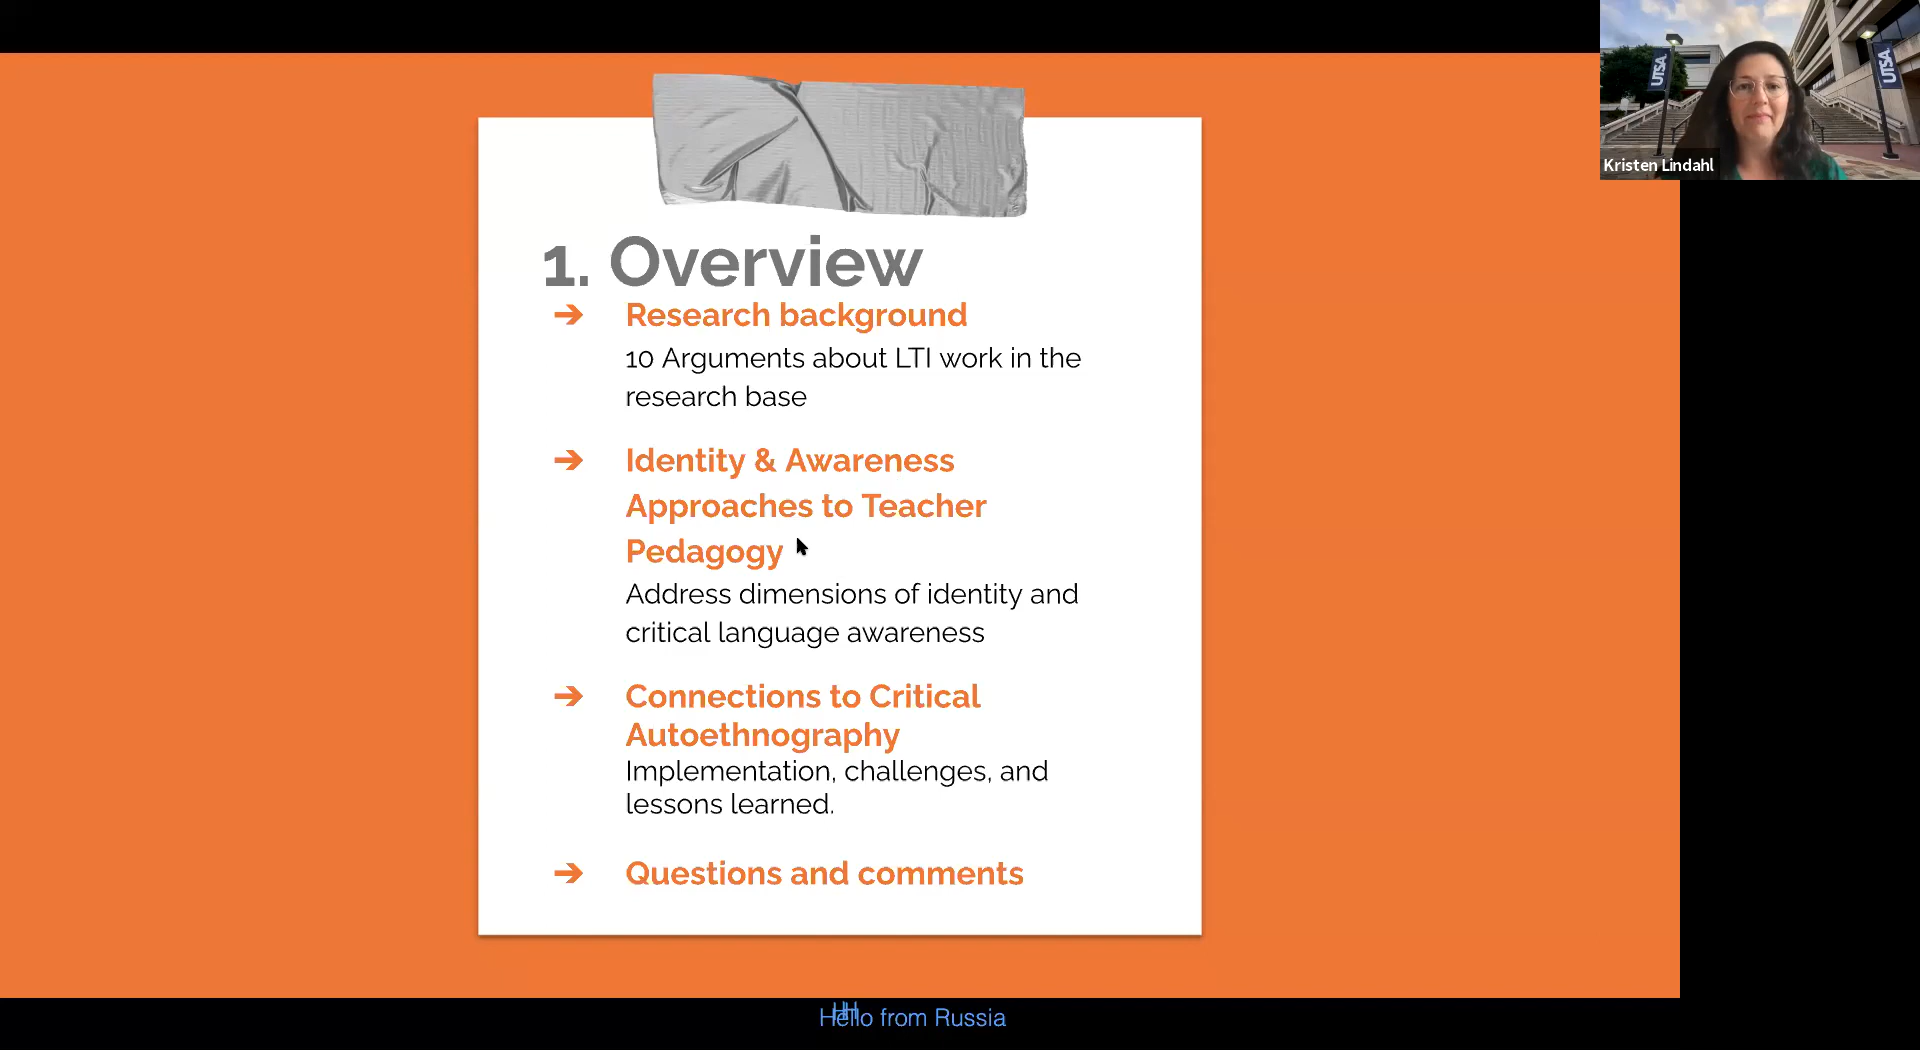 UTSA.
UTSA.
Kristen Lindahl
1. Overview
➔ Research background
10 Arguments about LTI work in the
research base
➔ Identity & Awareness
Approaches to Teacher
Pedagogy
Address dimensions of identity and
critical language awareness
➔ Connections to Critical
Autoethnography
Implementation, challenges, and
lessons learned.
➔ Questions and comments
Hello from Russia